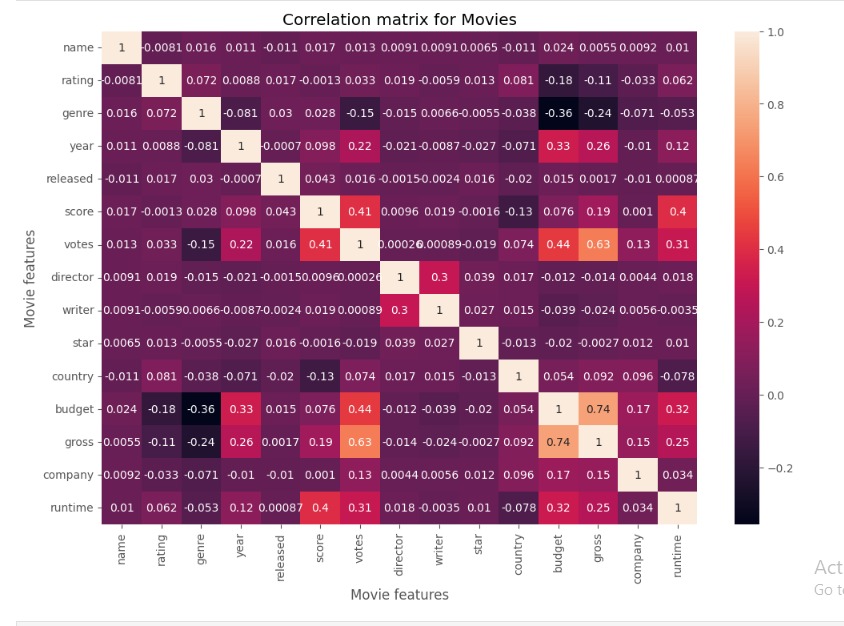 Correlation matrix for Movies
name 1 -0.0081 0.016 0.011 -0.011 0.017 0.013 0.0091 0.0091 0.0065 -0.011 0.024 0.0055 0.0092 0.01 1.0
rating -0.0081 1 0.072 0.0088 0.017 -0.0013 0.033 0.019 -0.0059 0.013 0.081 -0.18 -0.11 -0.033 0.062
0.8
genre 0.016 0.072 1 -0.081 0.03 0.028 -0.15 -0.015 0.0066 -0.0055 -0.038 -0.36 -0.24 -0.071 -0.053
year 0.011 0.0088 -0.081 1 -0.0007 0.098 0.22 -0.021 -0.0087 -0.027 -0.071 0.33 0.26 -0.01 0.12
0.6
released -0.011 0.017 0.03 -0.0007 1 0.043 0.016 -0.0015 -0.0024 0.016 -0.02 0.015 0.0017 -0.01 0.00087
score 0.017 -0.0013 0.028 0.098 0.043 1 0.41 0.0096 0.019 -0.0016 -0.13 0.076 0.19 0.001 0.4
votes 0.013 0.033 -0.15 0.22 0.016 0.41 1 0.00026 0.00089 -0.019 0.074 0.44 0.63 0.13 0.31 0.4
director 0.0091 0.019 -0.015 -0.021 -0.0015 0.0096 0.00026 1 0.3 0.039 0.017 -0.012 -0.014 0.0044 0.018
Movie features
writer 0.0091 -0.0059 0.0066 -0.0087 -0.0024 0.019 0.00089 0.3 1 0.027 0.015 -0.039 -0.024 0.0056 -0.0035
0.2
star 0.0065 0.013 -0.0055 -0.027 0.016 -0.0016 -0.019 0.039 0.027 1 -0.013 -0.02 -0.0027 0.012 0.01
country -0.011 0.081 -0.038 -0.071 -0.02 -0.13 0.074 0.017 0.015 -0.013 1 0.054 0.092 0.096 -0.078
0.0
budget 0.024 -0.18 -0.36 0.33 0.015 0.076 0.44 -0.012 -0.039 -0.02 0.054 1 0.74 0.17 0.32
gross -0.0055 -0.11 -0.24 0.26 0.0017 0.19 0.63 -0.014 -0.024 -0.0027 0.092 0.74 1 0.15 0.25
company 0.0092 -0.033 -0.071 -0.01 -0.01 0.001 0.13 0.0044 0.0056 0.012 0.096 0.17 0.15 1 0.034
−0.2
runtime 0.01 0.062 -0.053 0.12 0.00087 0.4 0.31 0.018 -0.0035 0.01 -0.078 0.32 0.25 0.034 1
name rating genre year released score votes director writer star country budget gross company runtime
Movie features
Act
Go to